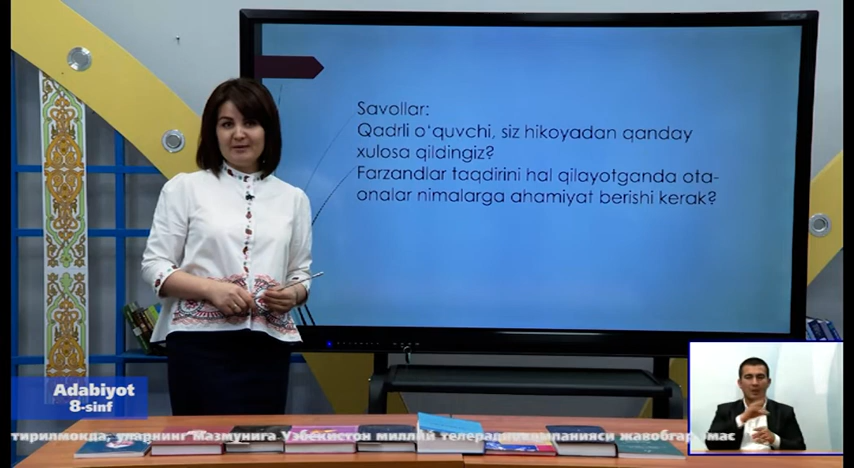 Savollar:
Qadrli o‘quvchi, siz hikoyadan qanday
xulosa qildingiz?
Farzandlar taqdirini hal qilayotganda ota-
onalar nimalarga ahamiyat berishi kerak?
Adabiyot
8-sinf
тирилмоқда, уларнинг мазмунига Ўзбекистон миллий телерадиокомпанияси жавобгар